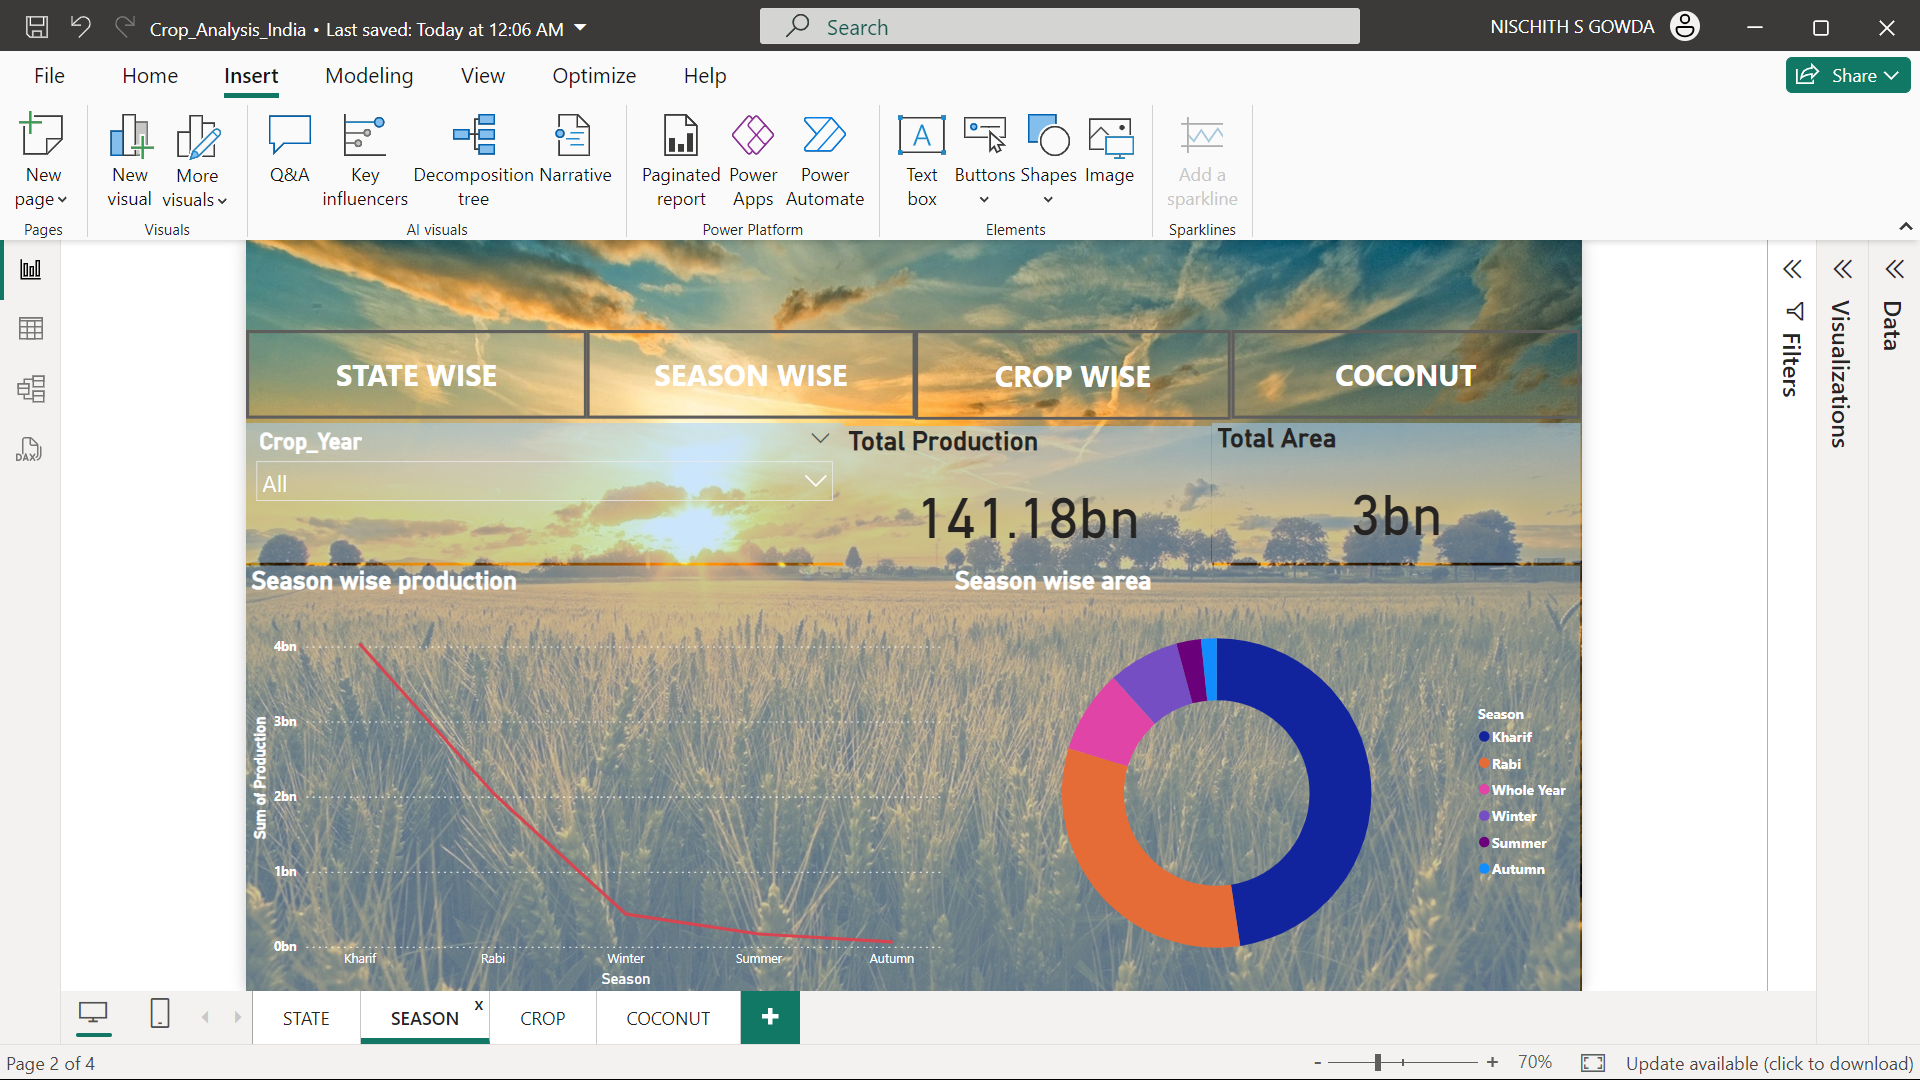 Crop_Analysis_India • Last saved: Today at 12:06 AM
Search
NISCHITH S GOWDA
File Home Insert Modeling View Optimize Help
Share
New page
New visual
More visuals
Q&A
Key influencers
Decomposition tree
Narrative
Paginated report
Power Apps
Power Automate
Text box
Buttons
Shapes
Image
Add a sparkline
Pages
Visuals
AI visuals
Power Platform
Elements
Sparklines
DAX
STATE WISE
SEASON WISE
CROP WISE
COCONUT
Crop_Year
All
Total Production
141.18bn
Total Area
3bn
Season wise production
4bn
3bn
2bn
1bn
0bn
Sum of Production
Kharif
Rabi
Winter
Summer
Autumn
Season
Season wise area
Season
Kharif
Rabi
Whole Year
Winter
Summer
Autumn
Filters
Visualizations
Data
STATE
SEASON
x
CROP
COCONUT
+
Page 2 of 4
- + 70%
Update available (click to download)